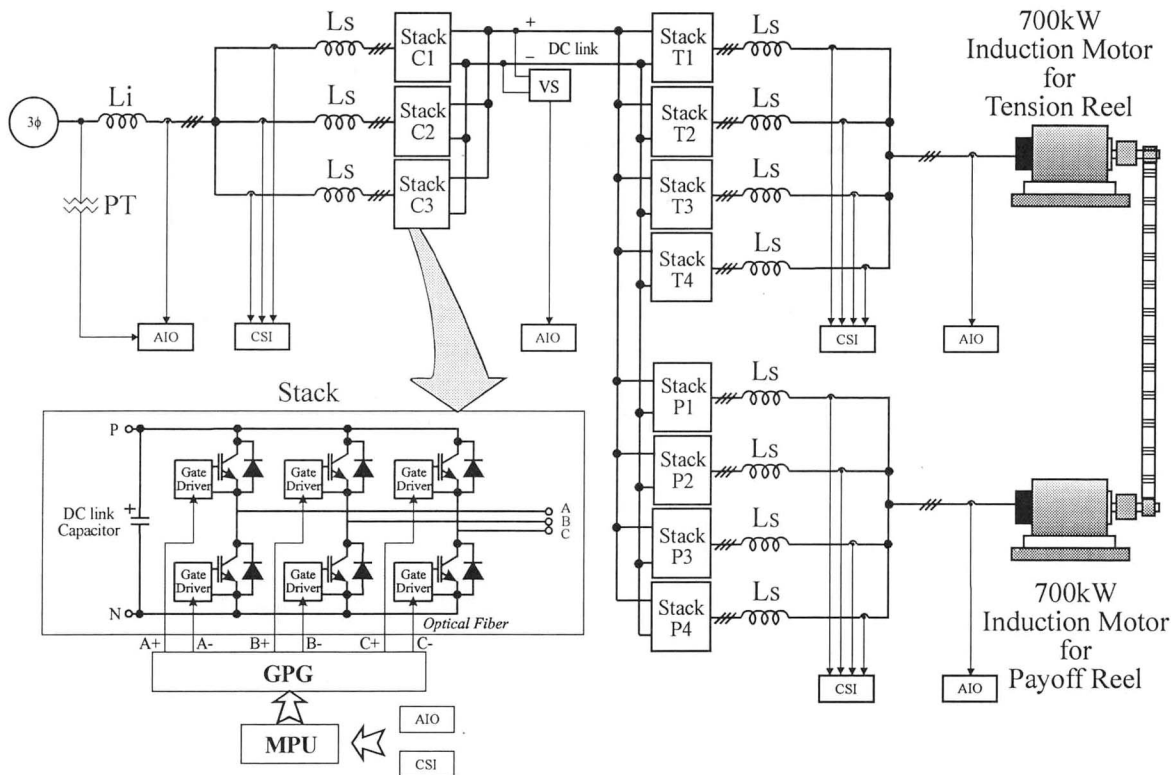 700kW
Induction Motor
for
Tension Reel
3ϕ
Li
PT
AIO
Ls
Ls
Ls
CSI
Stack
C1
Stack
C2
Stack
C3
+
DC link
−
VS
AIO
Stack
T1
Stack
T2
Stack
T3
Stack
T4
Ls
Ls
Ls
Ls
CSI
AIO
Stack
P1
Stack
P2
Stack
P3
Stack
P4
Ls
Ls
Ls
Ls
CSI
AIO
700kW
Induction Motor
for
Payoff Reel
Stack
P
DC link
Capacitor
+
N
Gate
Driver
Gate
Driver
Gate
Driver
A
B
C
Gate
Driver
Gate
Driver
Gate
Driver
Optical Fiber
A+ A- B+ B- C+ C-
GPG
MPU
AIO
CSI